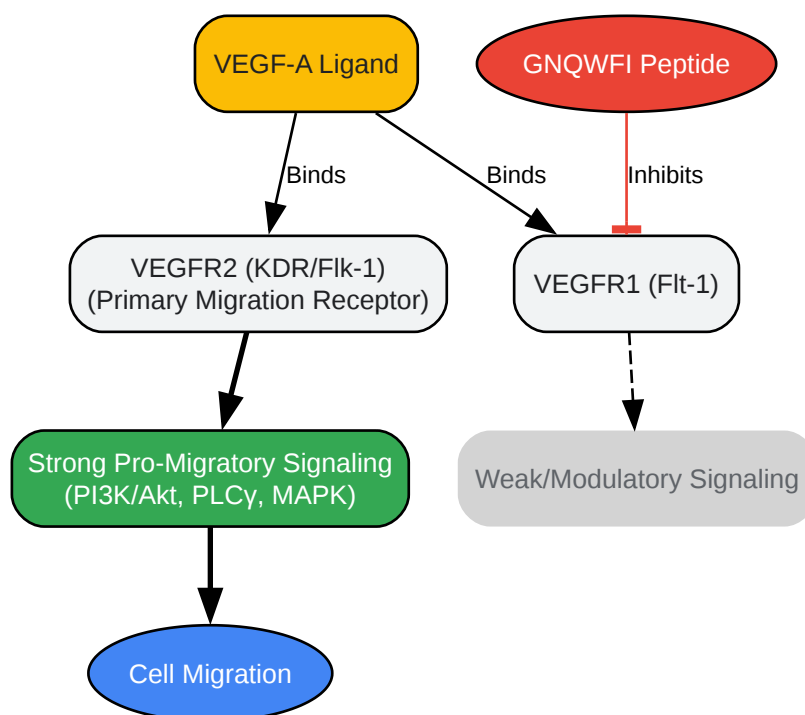 VEGF-A Ligand
GNQWFI Peptide
Binds
Binds
Inhibits
VEGFR2 (KDR/Flk-1)
(Primary Migration Receptor)
VEGFR1 (Flt-1)
Strong Pro-Migratory Signaling
(PI3K/Akt, PLCγ, MAPK)
Weak/Modulatory Signaling
Cell Migration